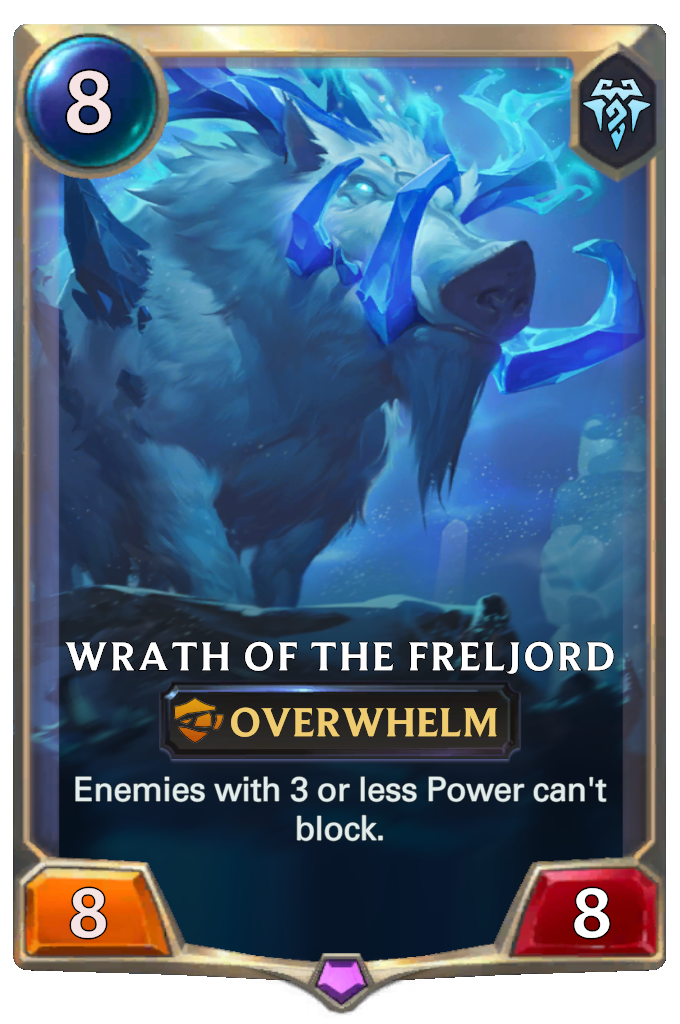 8
WRATH OF THE FRELJORD
OVERWHELM
Enemies with 3 or less Power can't
block.
8 8